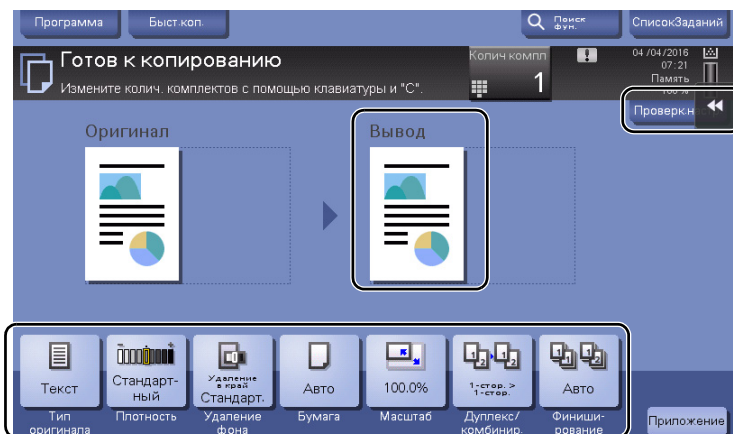 Программа
Быст.коп.
Поиск
фун.
СписокЗаданий
Готов к копированию
Измените колич. комплектов с помощью клавиатуры и "С".
Колич компл
1
04 /04/2016
07:21
Память
100 %
Проверк.н
Оригинал
Вывод
Текст
Стандарт-
ный
Удаление
в край
Стандарт.
Авто
100.0%
1-стор. >
1-стор.
Авто
Тип
оригинала
Плотность
Удаление
фона
Бумага
Масштаб
Дуплекс/
комбинир.
Финиши-
рование
Приложение